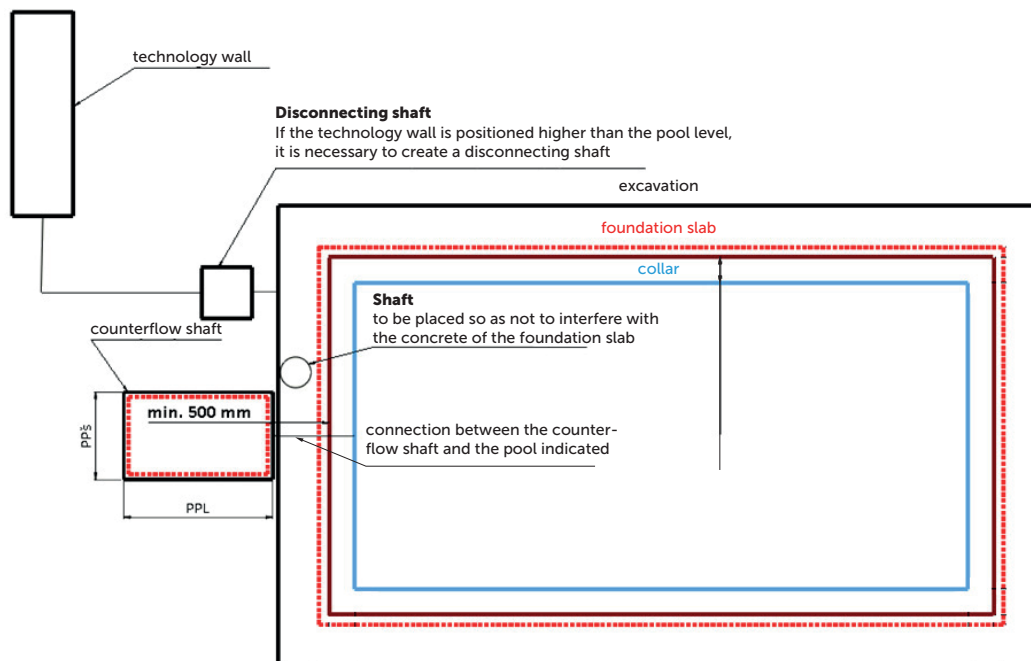 technology wall
Disconnecting shaft
If the technology wall is positioned higher than the pool level,
it is necessary to create a disconnecting shaft
excavation
foundation slab
collar
Shaft
to be placed so as not to interfere with
the concrete of the foundation slab
counterflow shaft
min. 500 mm
PPš
connection between the counter-
flow shaft and the pool indicated
PPL